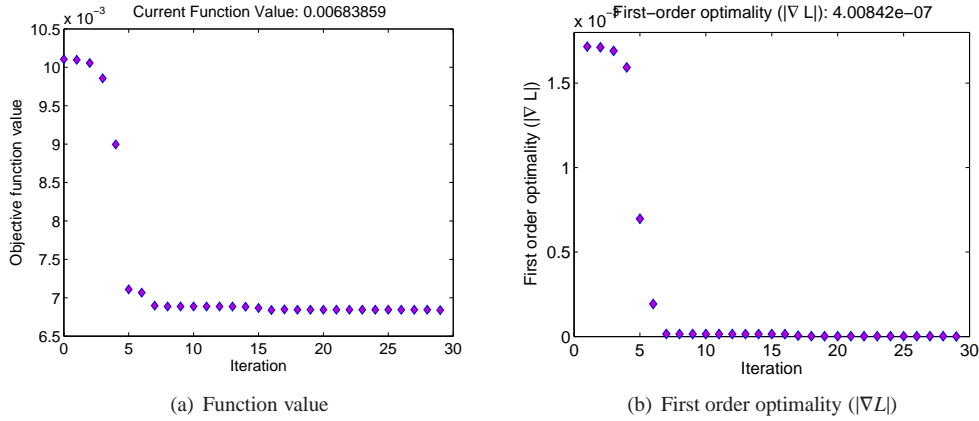 x 10⁻³
Current Function Value: 0.00683859
10.5
10
9.5
9
8.5
8
7.5
7
6.5
Objective function value
0
5
10
15
20
25
30
Iteration
(a) Function value
x 10⁻³
First−order optimality (|∇ L|): 4.00842e−07
1.5
1
0.5
0
First order optimality (|∇ L|)
0
5
10
15
20
25
30
Iteration
(b) First order optimality (|∇L|)